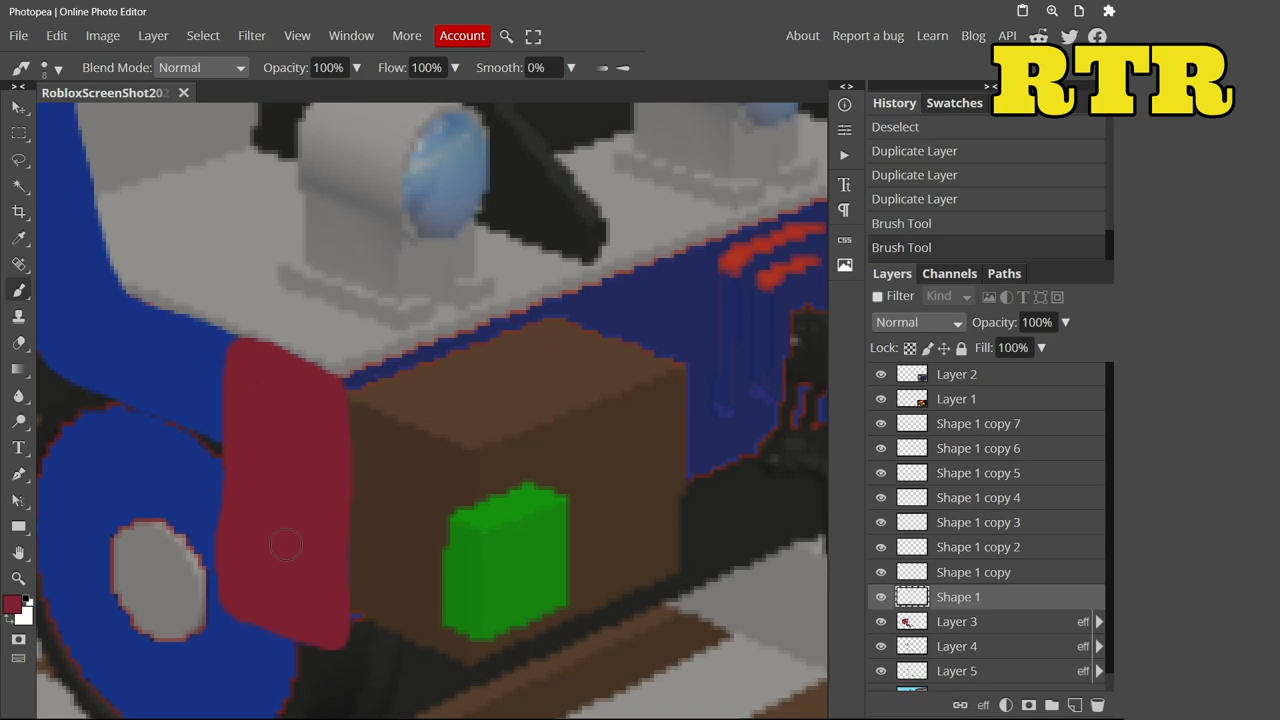 Photopea | Online Photo Editor
File Edit Image Layer Select Filter View Window More Account
About Report a bug Learn Blog API
RTR
8 Blend Mode: Normal Opacity: 100% Flow: 100% Smooth: 0%
RobloxScreenShot202
> <
< >
> <
History Swatches
Deselect
Duplicate Layer
Duplicate Layer
Duplicate Layer
Brush Tool
Brush Tool
CSS
Layers Channels Paths
Filter Kind
Normal Opacity: 100%
Lock: Fill: 100%
Layer 2
Layer 1
Shape 1 copy 7
Shape 1 copy 6
Shape 1 copy 5
Shape 1 copy 4
Shape 1 copy 3
Shape 1 copy 2
Shape 1 copy
Shape 1
Layer 3 eff
Layer 4 eff
Layer 5 eff
eff